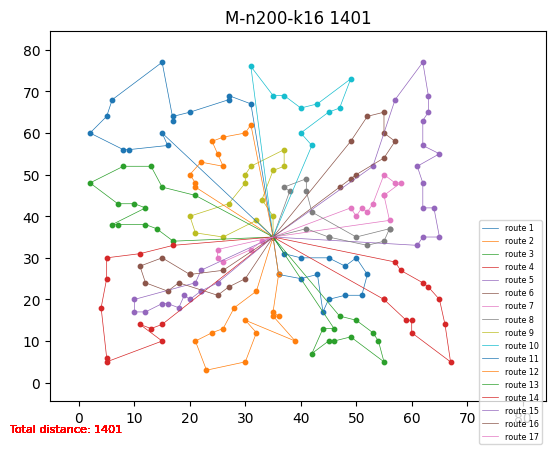 M-n200-k16 1401
80
70
60
50
40
30
20
10
0
0 10 20 30 40 50 60 70 80
route 1
route 2
route 3
route 4
route 5
route 6
route 7
route 8
route 9
route 10
route 11
route 12
route 13
route 14
route 15
route 16
route 17
Total distance: 1401